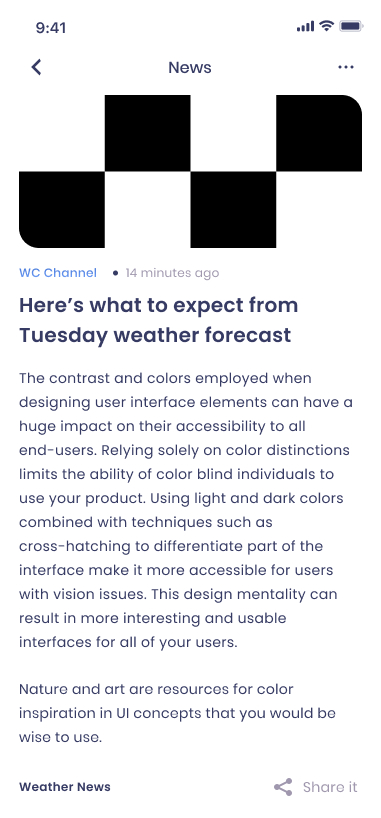 9:41
News
WC Channel • 14 minutes ago
Here’s what to expect from
Tuesday weather forecast
The contrast and colors employed when
designing user interface elements can have a
huge impact on their accessibility to all
end-users. Relying solely on color distinctions
limits the ability of color blind individuals to
use your product. Using light and dark colors
combined with techniques such as
cross-hatching to differentiate part of the
interface make it more accessible for users
with vision issues. This design mentality can
result in more interesting and usable
interfaces for all of your users.
Nature and art are resources for color
inspiration in UI concepts that you would be
wise to use.
Weather News
Share it